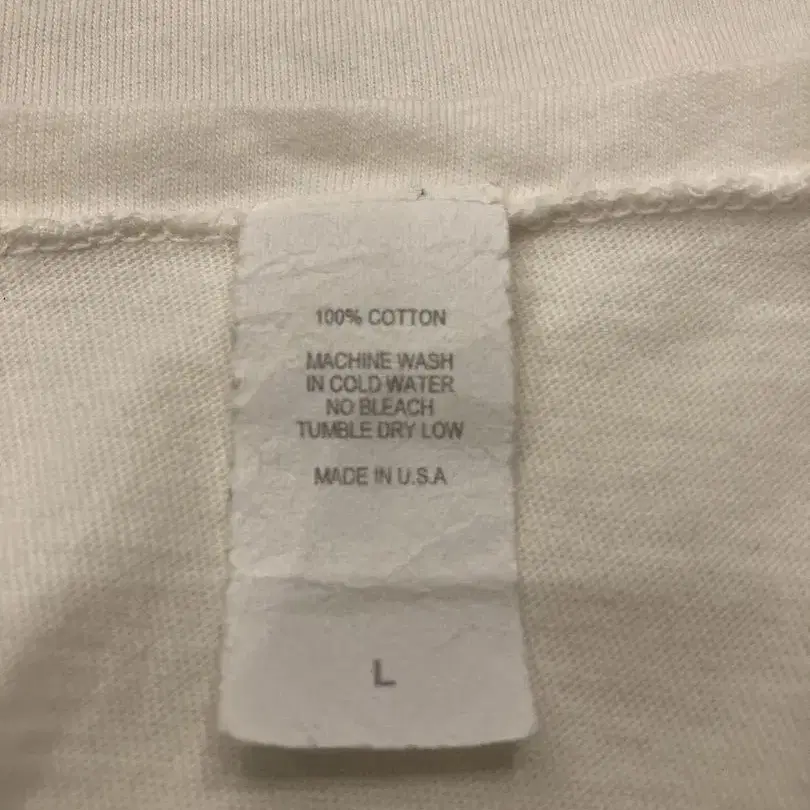 100% COTTON
MACHINE WASH
IN COLD WATER
NO BLEACH
TUMBLE DRY LOW
MADE IN U.S.A
L